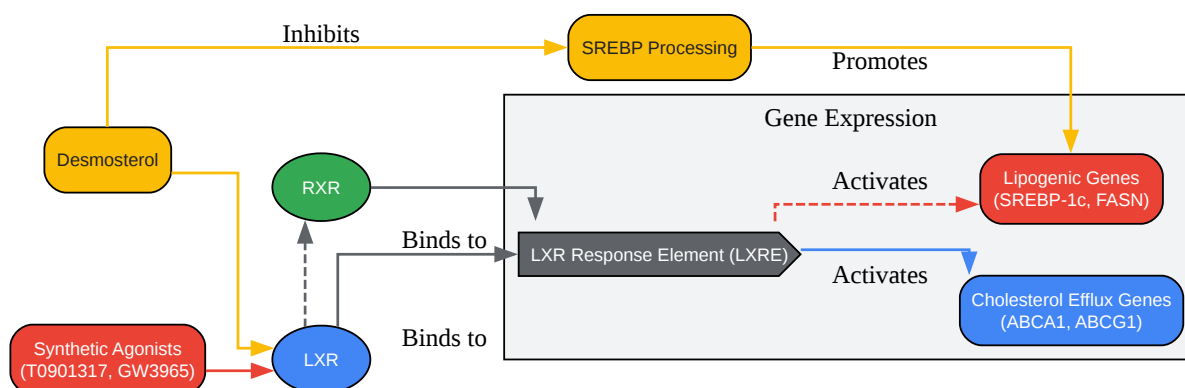 Inhibits
SREBP Processing
Promotes
Gene Expression
Desmosterol
RXR
Activates
Lipogenic Genes
(SREBP-1c, FASN)
Binds to
LXR Response Element (LXRE)
Activates
Cholesterol Efflux Genes
(ABCA1, ABCG1)
Binds to
Synthetic Agonists
(T0901317, GW3965)
LXR